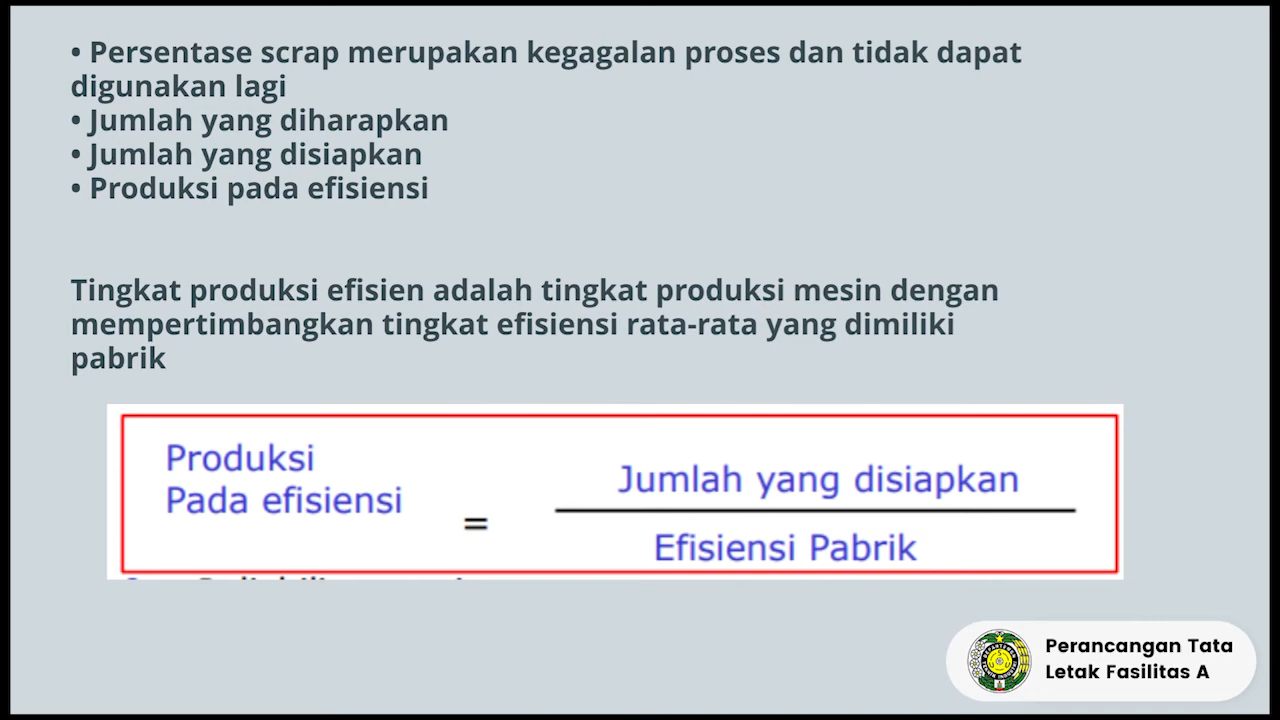 • Persentase scrap merupakan kegagalan proses dan tidak dapat
digunakan lagi
• Jumlah yang diharapkan
• Jumlah yang disiapkan
• Produksi pada efisiensi
Tingkat produksi efisien adalah tingkat produksi mesin dengan
mempertimbangkan tingkat efisiensi rata-rata yang dimiliki
pabrik
Produksi
Pada efisiensi
=
Jumlah yang disiapkan
Efisiensi Pabrik
Perancangan Tata
Letak Fasilitas A